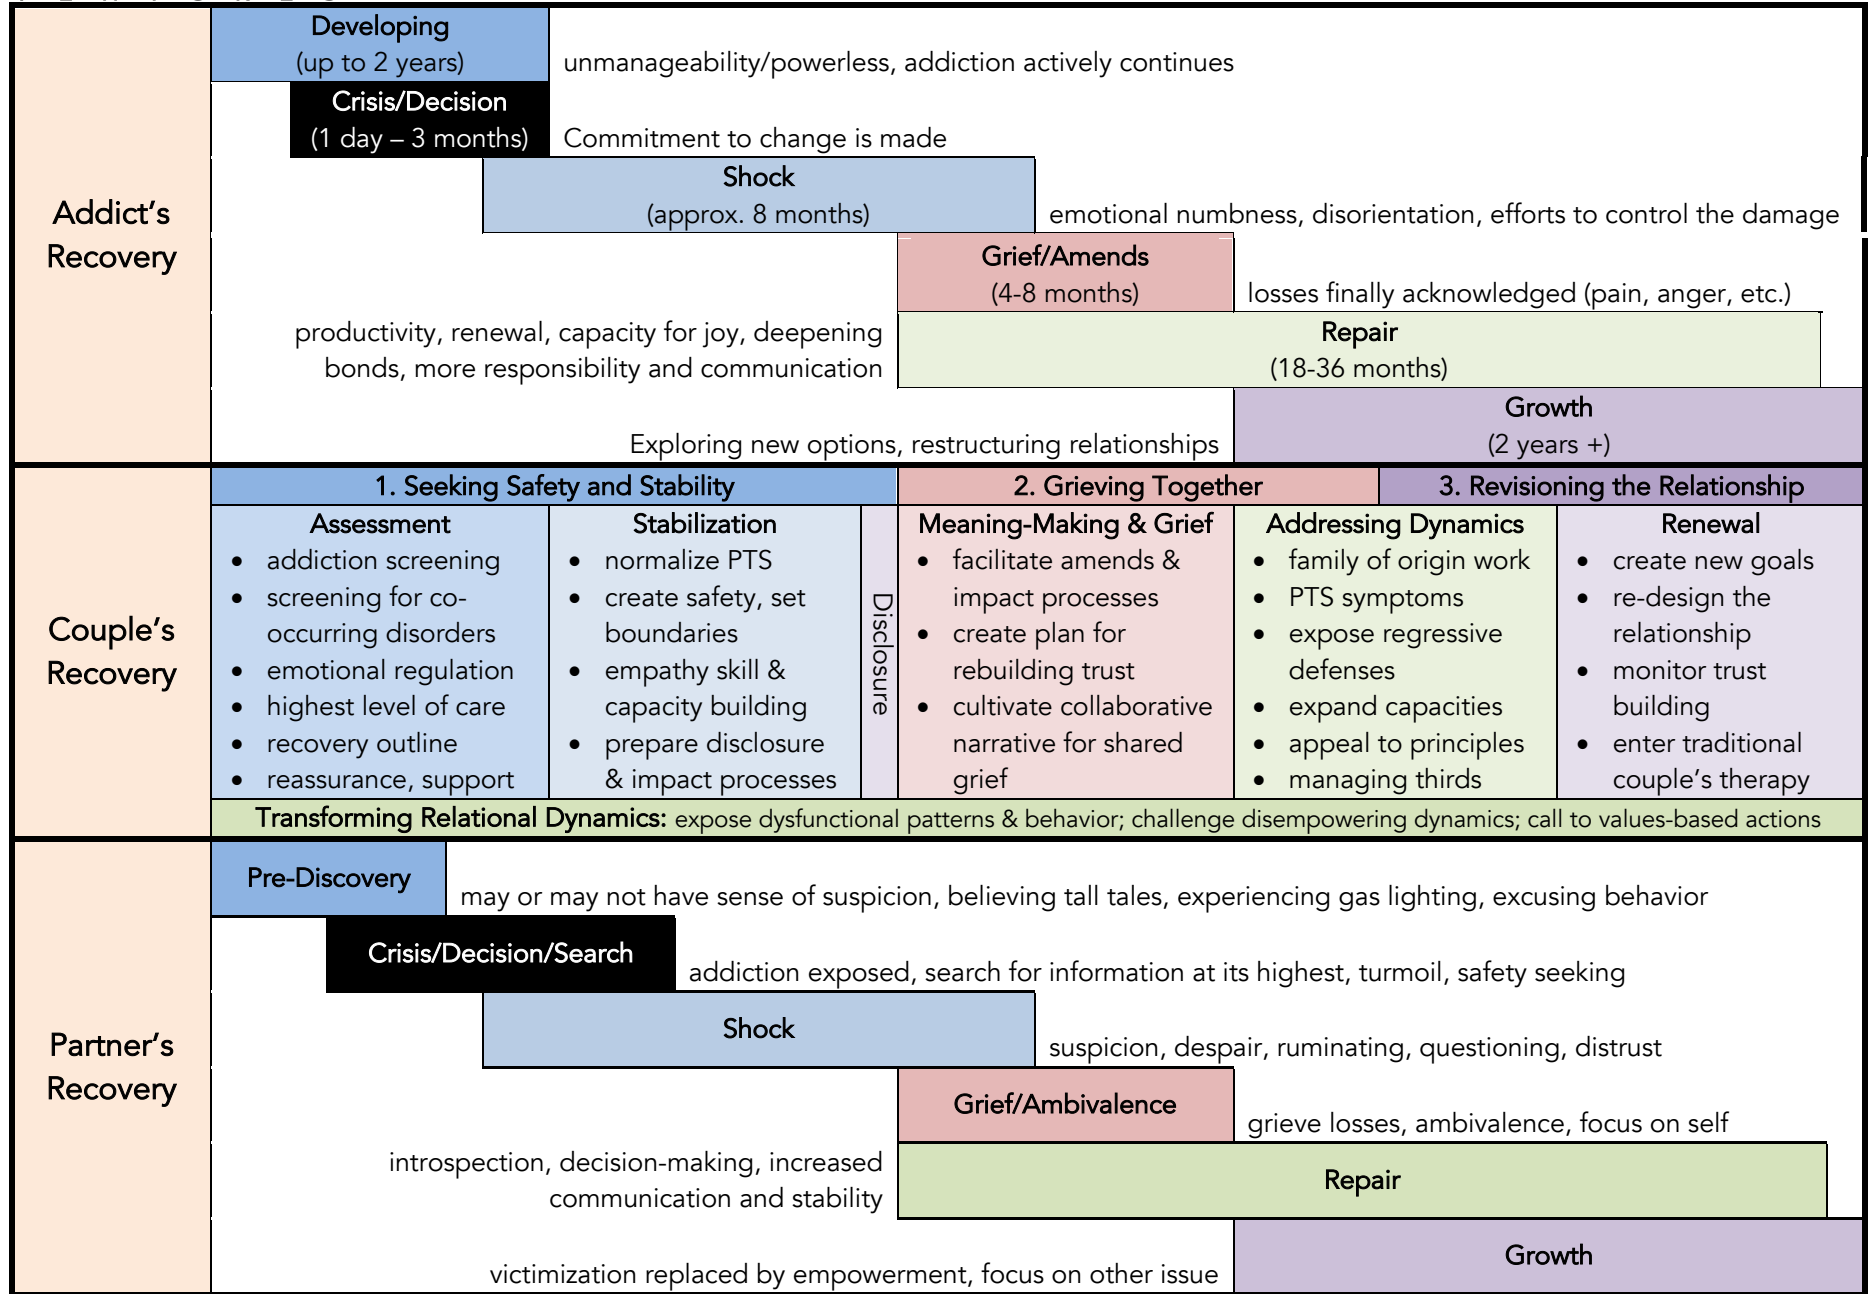 Developing
(up to 2 years)
unmanageability/powerless, addiction actively continues
Crisis/Decision
(1 day – 3 months)
Commitment to change is made
Shock
(approx. 8 months)
emotional numbness, disorientation, efforts to control the damage
Addict's
Recovery
Grief/Amends
(4-8 months)
losses finally acknowledged (pain, anger, etc.)
productivity, renewal, capacity for joy, deepening
bonds, more responsibility and communication
Repair
(18-36 months)
Growth
(2 years +)
Exploring new options, restructuring relationships
Couple's
Recovery
1. Seeking Safety and Stability
2. Grieving Together
3. Revisioning the Relationship
Assessment
• addiction screening
• screening for co-
occurring disorders
• emotional regulation
• highest level of care
• recovery outline
• reassurance, support
Stabilization
• normalize PTS
• create safety, set
boundaries
• empathy skill &
capacity building
• prepare disclosure
& impact processes
Disclosure
Meaning-Making & Grief
• facilitate amends &
impact processes
• create plan for
rebuilding trust
• cultivate collaborative
narrative for shared
grief
Addressing Dynamics
• family of origin work
• PTS symptoms
• expose regressive
defenses
• expand capacities
• appeal to principles
• managing thirds
Renewal
• create new goals
• re-design the
relationship
• monitor trust
building
• enter traditional
couple's therapy
Transforming Relational Dynamics: expose dysfunctional patterns & behavior; challenge disempowering dynamics; call to values-based actions
Partner's
Recovery
Pre-Discovery
may or may not have sense of suspicion, believing tall tales, experiencing gas lighting, excusing behavior
Crisis/Decision/Search
addiction exposed, search for information at its highest, turmoil, safety seeking
Shock
suspicion, despair, ruminating, questioning, distrust
Grief/Ambivalence
grieve losses, ambivalence, focus on self
introspection, decision-making, increased
communication and stability
Repair
Growth
victimization replaced by empowerment, focus on other issue